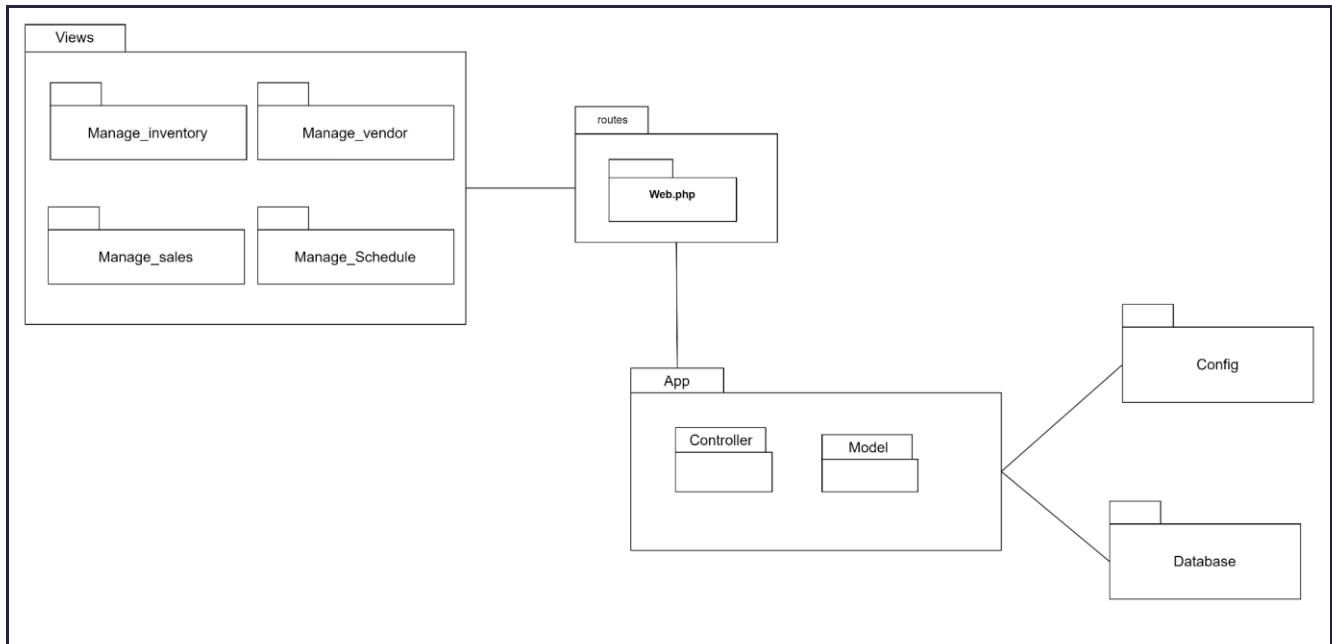 Views
Manage_inventory
Manage_vendor
Manage_sales
Manage_Schedule
routes
Web.php
App
Controller
Model
Config
Database